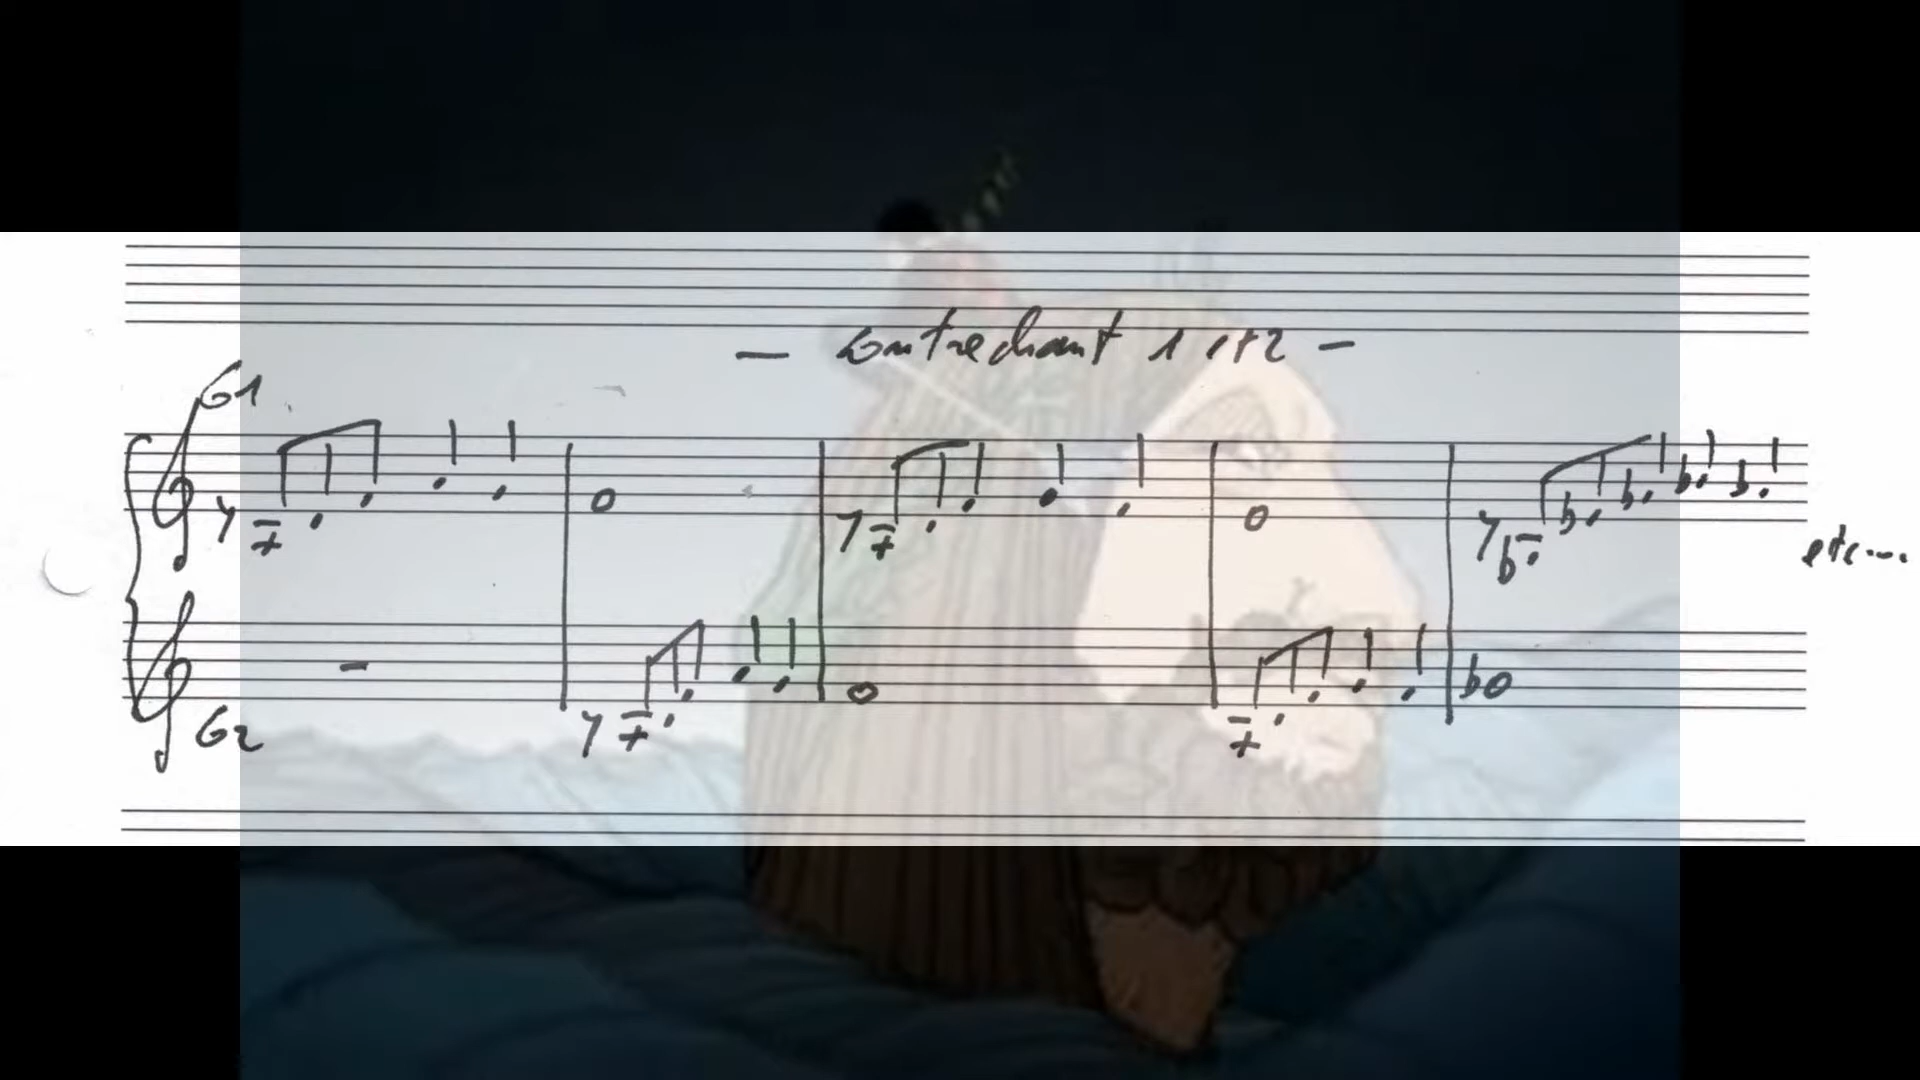 — Contrechant 1 et 2 —
G1
etc....
G2